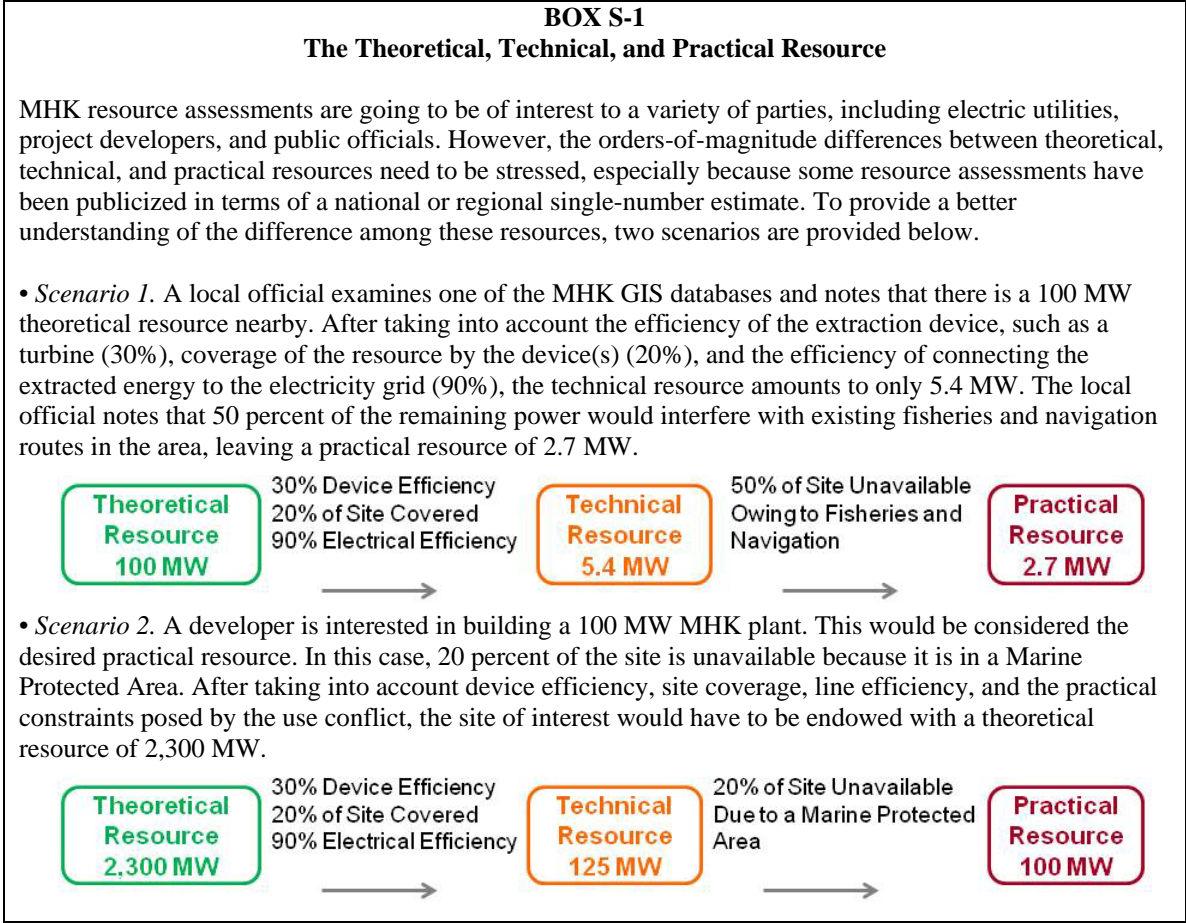 BOX S-1
The Theoretical, Technical, and Practical Resource
MHK resource assessments are going to be of interest to a variety of parties, including electric utilities,
project developers, and public officials. However, the orders-of-magnitude differences between theoretical,
technical, and practical resources need to be stressed, especially because some resource assessments have
been publicized in terms of a national or regional single-number estimate. To provide a better
understanding of the difference among these resources, two scenarios are provided below.
• Scenario 1. A local official examines one of the MHK GIS databases and notes that there is a 100 MW
theoretical resource nearby. After taking into account the efficiency of the extraction device, such as a
turbine (30%), coverage of the resource by the device(s) (20%), and the efficiency of connecting the
extracted energy to the electricity grid (90%), the technical resource amounts to only 5.4 MW. The local
official notes that 50 percent of the remaining power would interfere with existing fisheries and navigation
routes in the area, leaving a practical resource of 2.7 MW.
Theoretical
Resource
100 MW
30% Device Efficiency
20% of Site Covered
90% Electrical Efficiency
Technical
Resource
5.4 MW
50% of Site Unavailable
Owing to Fisheries and
Navigation
Practical
Resource
2.7 MW
• Scenario 2. A developer is interested in building a 100 MW MHK plant. This would be considered the
desired practical resource. In this case, 20 percent of the site is unavailable because it is in a Marine
Protected Area. After taking into account device efficiency, site coverage, line efficiency, and the practical
constraints posed by the use conflict, the site of interest would have to be endowed with a theoretical
resource of 2,300 MW.
Theoretical
Resource
2,300 MW
30% Device Efficiency
20% of Site Covered
90% Electrical Efficiency
Technical
Resource
125 MW
20% of Site Unavailable
Due to a Marine Protected
Area
Practical
Resource
100 MW